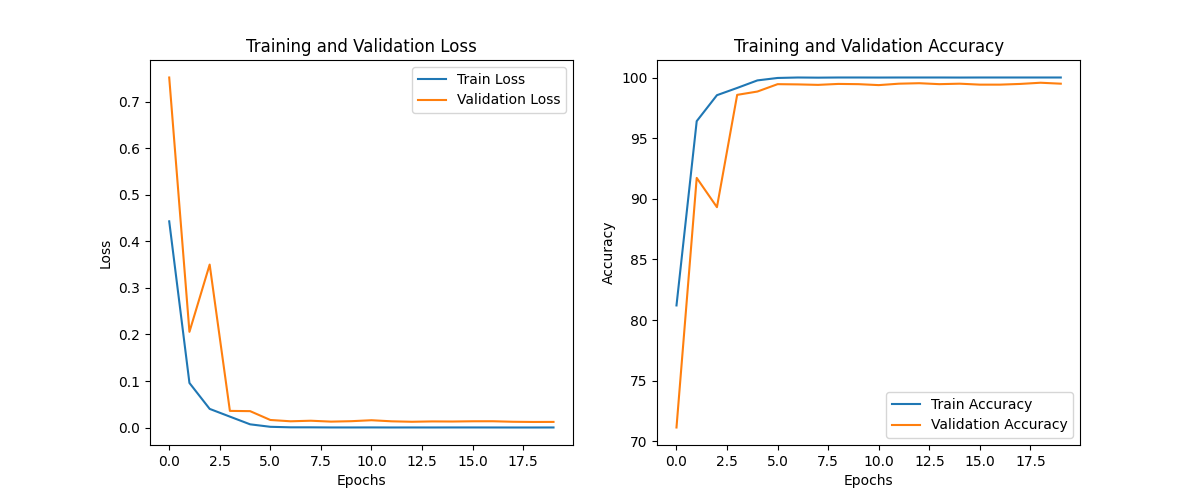 Training and Validation Loss
Train Loss
Validation Loss
0.7
0.6
0.5
0.4
0.3
0.2
0.1
0.0
Loss
0.0 2.5 5.0 7.5 10.0 12.5 15.0 17.5
Epochs
Training and Validation Accuracy
100
95
90
85
80
75
70
Accuracy
Train Accuracy
Validation Accuracy
0.0 2.5 5.0 7.5 10.0 12.5 15.0 17.5
Epochs